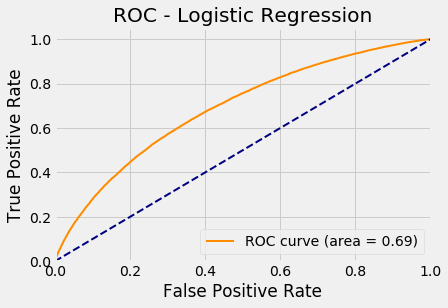 ROC - Logistic Regression
True Positive Rate
1.0
0.8
0.6
0.4
0.2
0.0
ROC curve (area = 0.69)
0.0 0.2 0.4 0.6 0.8 1.0
False Positive Rate